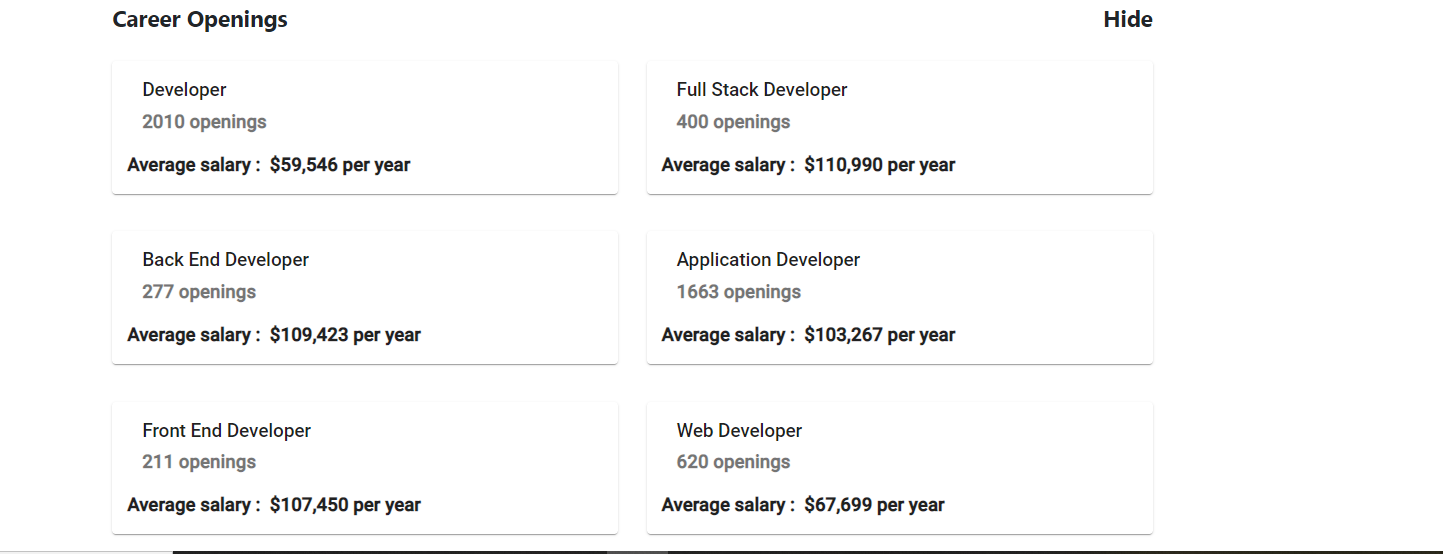 Career Openings
Hide
Developer
2010 openings
Average salary : $59,546 per year
Full Stack Developer
400 openings
Average salary : $110,990 per year
Back End Developer
277 openings
Average salary : $109,423 per year
Application Developer
1663 openings
Average salary : $103,267 per year
Front End Developer
211 openings
Average salary : $107,450 per year
Web Developer
620 openings
Average salary : $67,699 per year